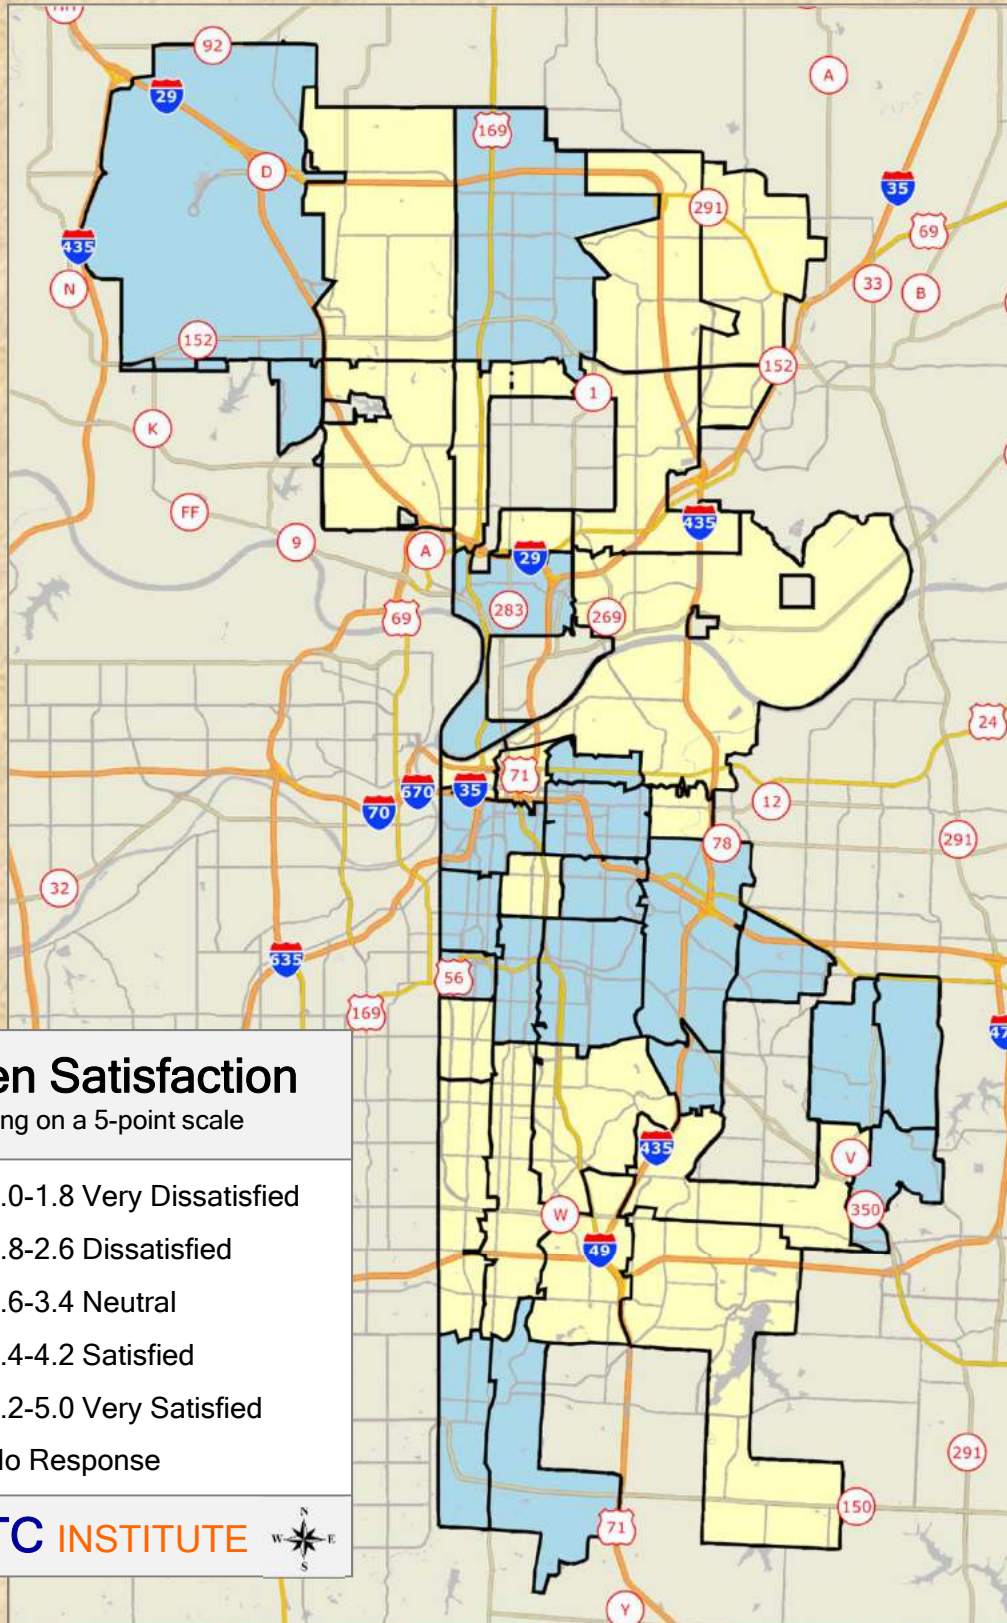 92
A
29
169
D
291
35
69
435
N
33
B
152
152
1
K
FF
9
435
A
29
283
269
69
24
71
670
35
70
12
78
291
32
635
56
169
47
en Satisfaction
ng on a 5-point scale
435
V
350
W
49
.0-1.8 Very Dissatisfied
.8-2.6 Dissatisfied
.6-3.4 Neutral
.4-4.2 Satisfied
.2-5.0 Very Satisfied
No Response
291
150
TC INSTITUTE
N
W E
S
71
Y